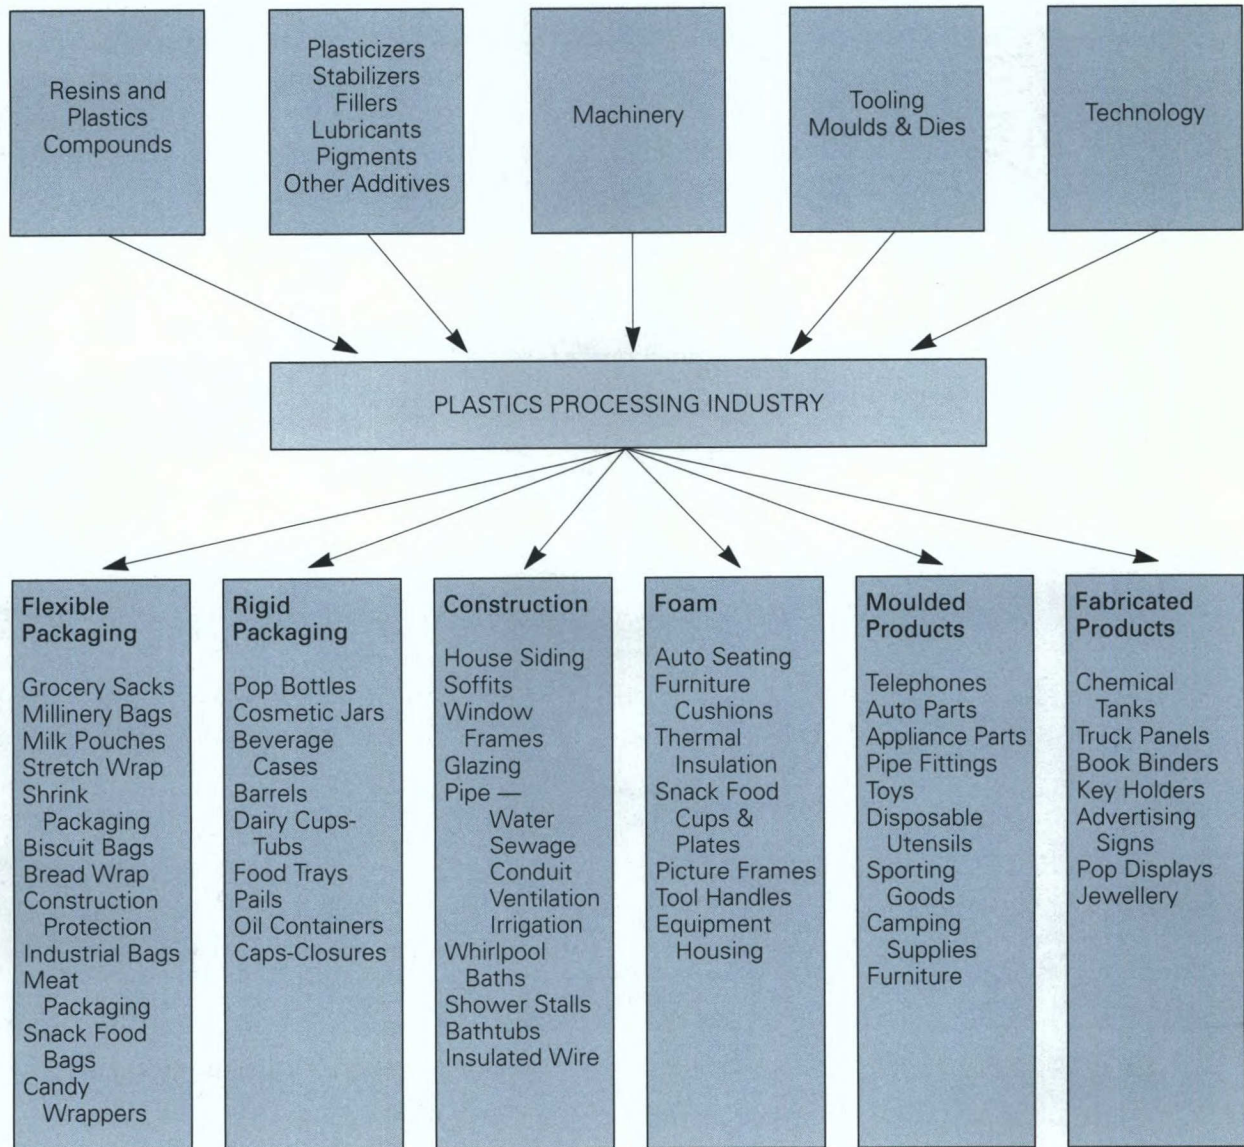 Resins and
Plastics
Compounds
Plasticizers
Stabilizers
Fillers
Lubricants
Pigments
Other Additives
Machinery
Tooling
Moulds & Dies
Technology
PLASTICS PROCESSING INDUSTRY
Flexible
Packaging
Grocery Sacks
Millinery Bags
Milk Pouches
Stretch Wrap
Shrink
Packaging
Biscuit Bags
Bread Wrap
Construction
Protection
Industrial Bags
Meat
Packaging
Snack Food
Bags
Candy
Wrappers
Rigid
Packaging
Pop Bottles
Cosmetic Jars
Beverage
Cases
Barrels
Dairy Cups-
Tubs
Food Trays
Pails
Oil Containers
Caps-Closures
Construction
House Siding
Soffits
Window
Frames
Glazing
Pipe —
Water
Sewage
Conduit
Ventilation
Irrigation
Whirlpool
Baths
Shower Stalls
Bathtubs
Insulated Wire
Foam
Auto Seating
Furniture
Cushions
Thermal
Insulation
Snack Food
Cups &
Plates
Picture Frames
Tool Handles
Equipment
Housing
Moulded
Products
Telephones
Auto Parts
Appliance Parts
Pipe Fittings
Toys
Disposable
Utensils
Sporting
Goods
Camping
Supplies
Furniture
Fabricated
Products
Chemical
Tanks
Truck Panels
Book Binders
Key Holders
Advertising
Signs
Pop Displays
Jewellery